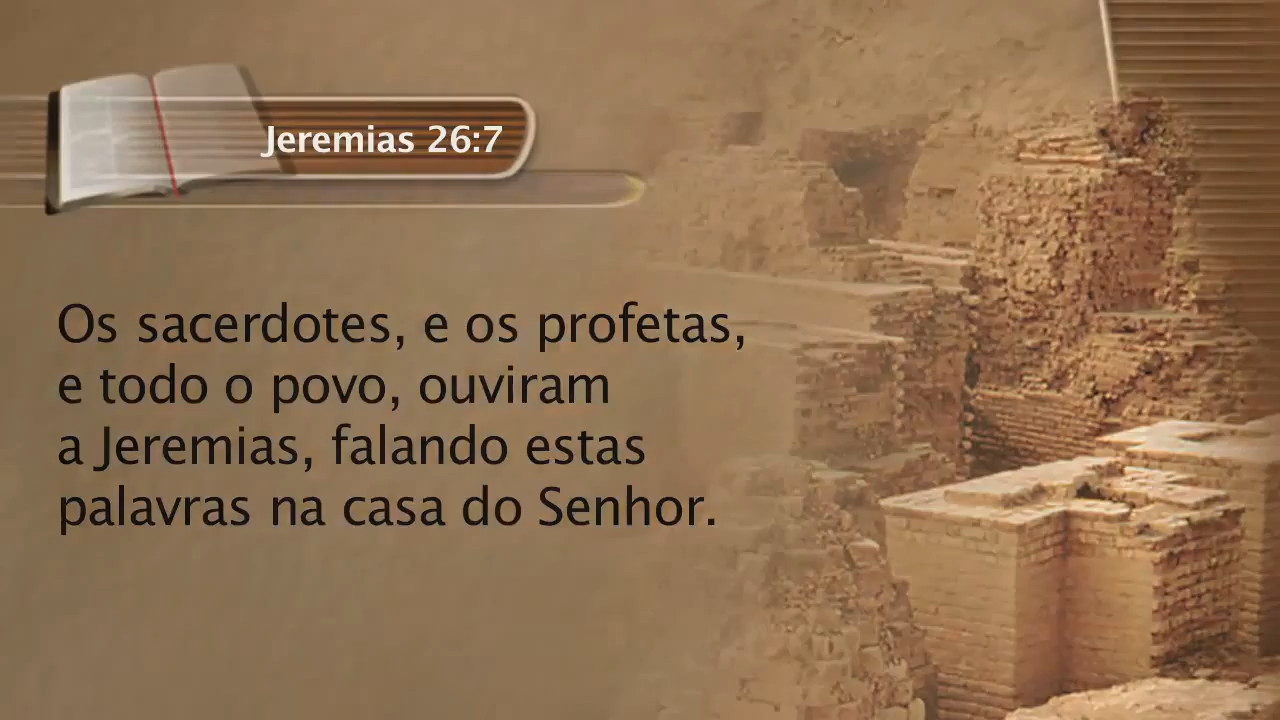 Jeremias 26:7
Os sacerdotes, e os profetas,
e todo o povo, ouviram
a Jeremias, falando estas
palavras na casa do Senhor.